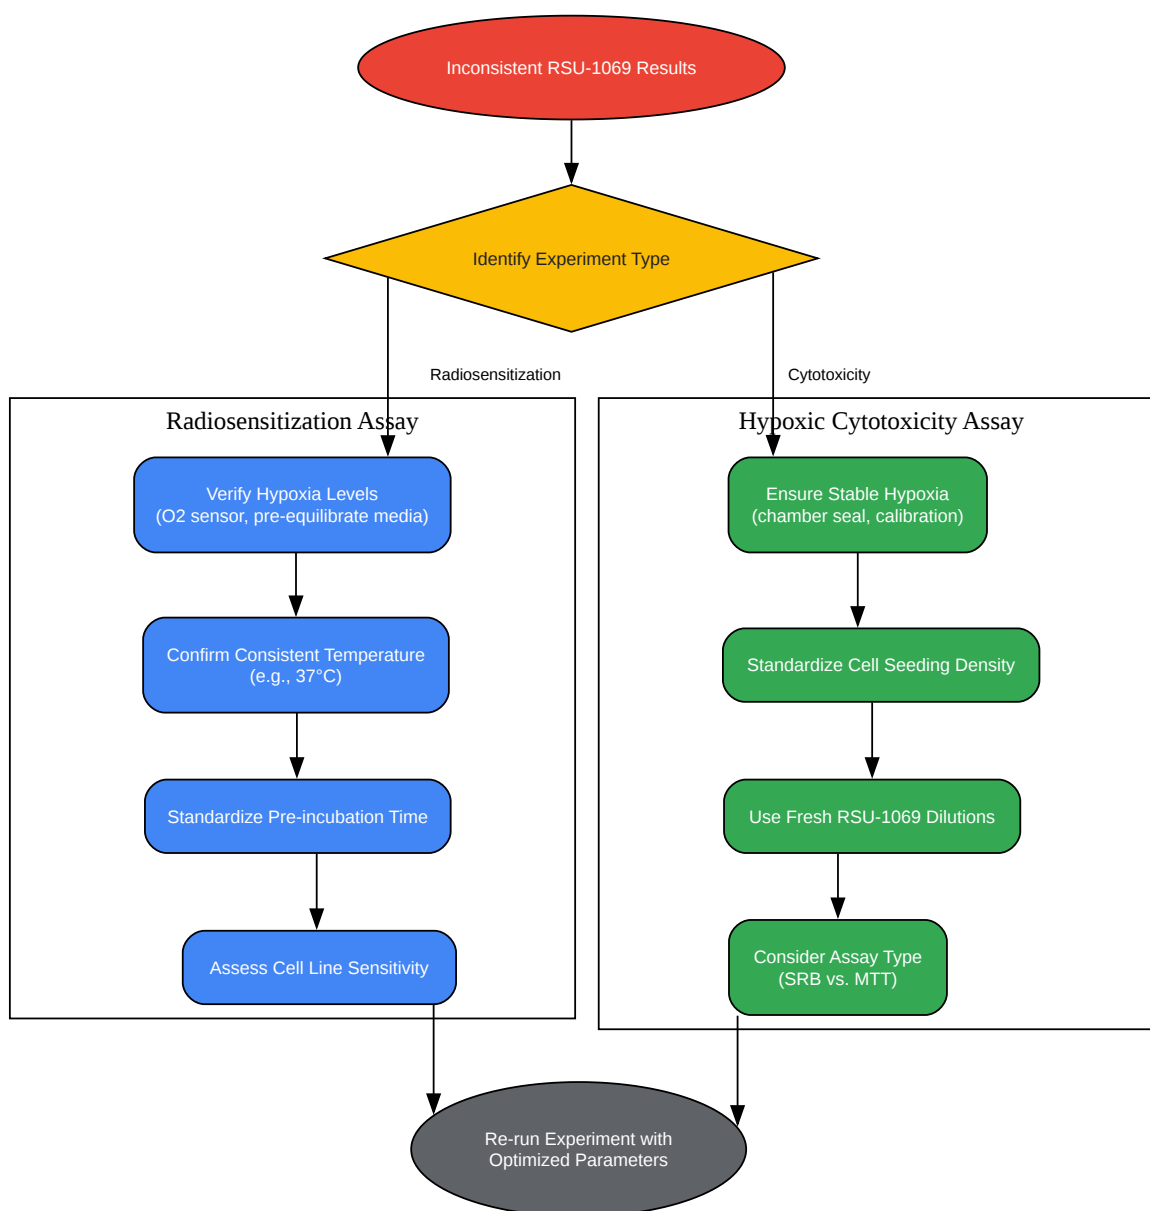 Inconsistent RSU-1069 Results
Identify Experiment Type
Radiosensitization
Cytotoxicity
Radiosensitization Assay
Verify Hypoxia Levels
(O2 sensor, pre-equilibrate media)
Confirm Consistent Temperature
(e.g., 37°C)
Standardize Pre-incubation Time
Assess Cell Line Sensitivity
Hypoxic Cytotoxicity Assay
Ensure Stable Hypoxia
(chamber seal, calibration)
Standardize Cell Seeding Density
Use Fresh RSU-1069 Dilutions
Consider Assay Type
(SRB vs. MTT)
Re-run Experiment with
Optimized Parameters